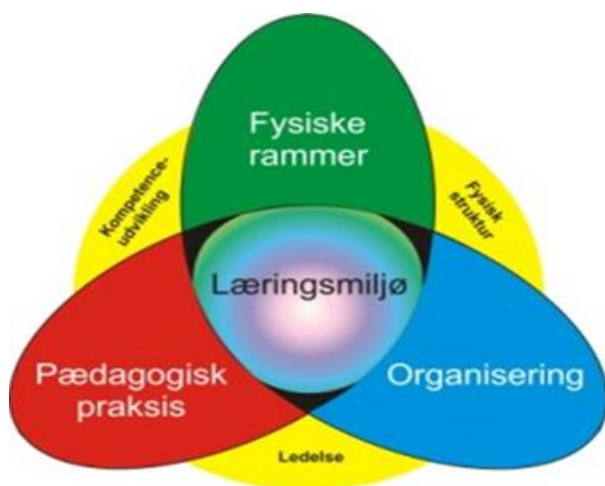 Fysiske
rammer
Kompetence-
udvikling
Fysisk
struktur
Læringsmiljø
Pædagogisk
praksis
Organisering
Ledelse